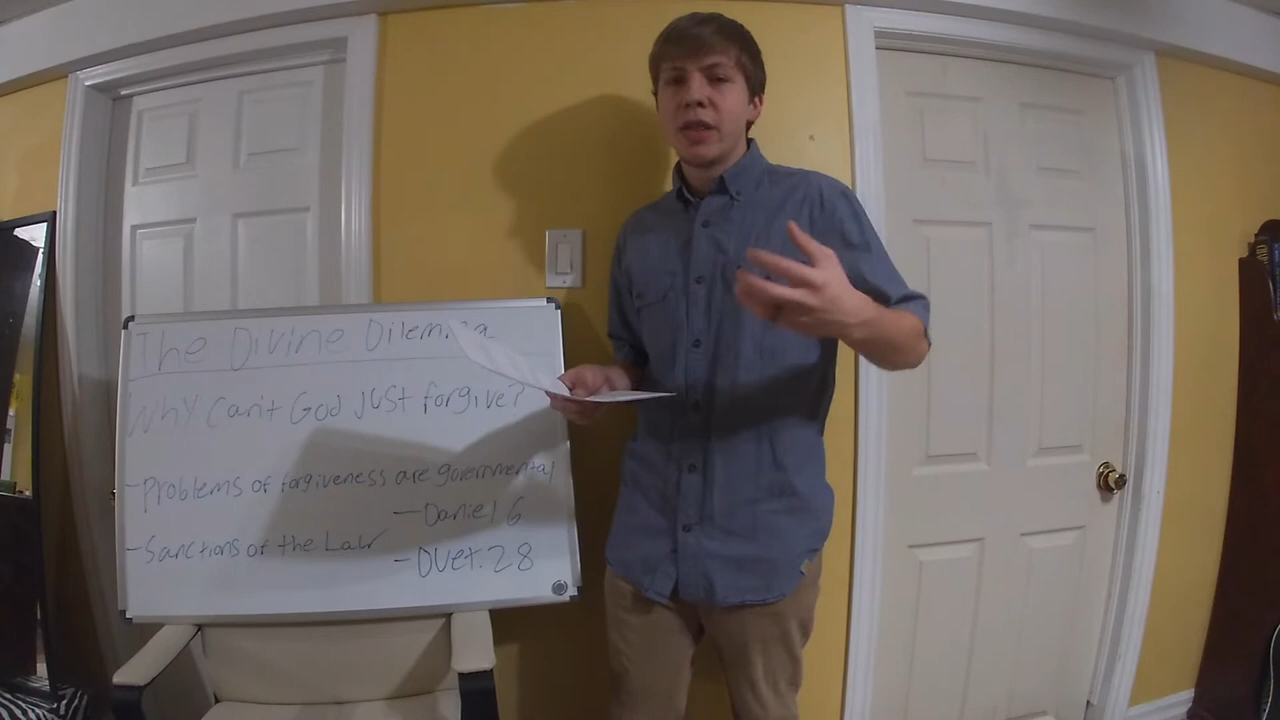 The Divine Dilemma
Why Can't God Just forgive?
- Problems of forgiveness are governmental
- Daniel 6
- Sanctions of the Law
- Duet. 28